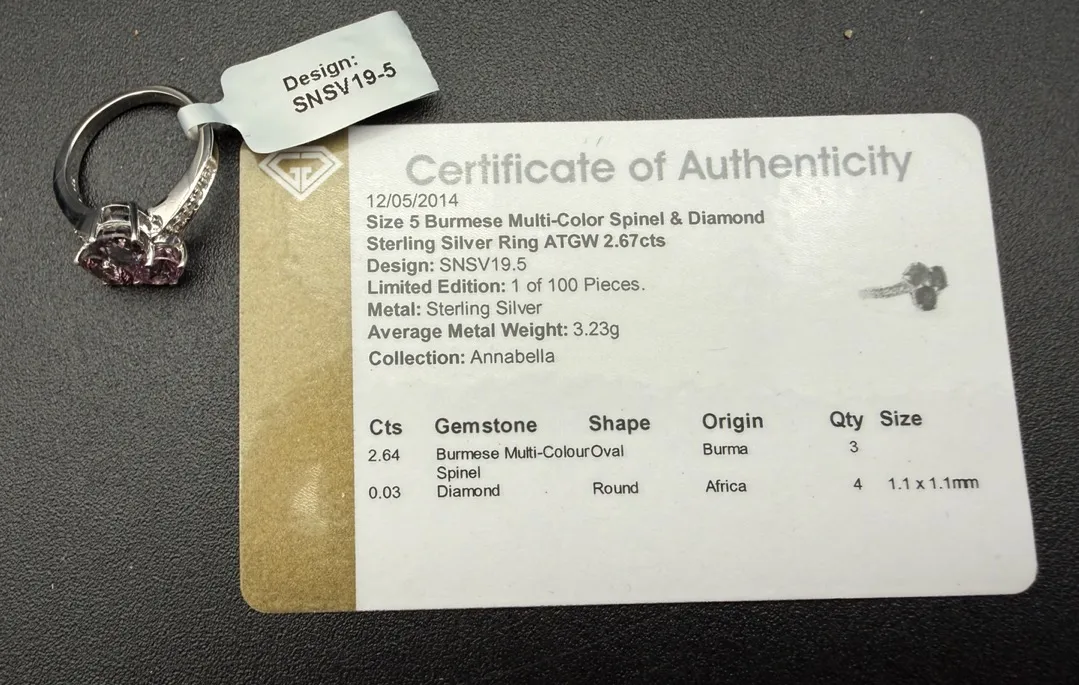 Design:
SNSV19-5
Certificate of Authenticity
12/05/2014
Size 5 Burmese Multi-Color Spinel & Diamond
Sterling Silver Ring ATGW 2.67cts
Design: SNSV19.5
Limited Edition: 1 of 100 Pieces.
Metal: Sterling Silver
Average Metal Weight: 3.23g
Collection: Annabella
Cts Gemstone Shape Origin Qty Size
2.64 Burmese Multi-Colour Oval Burma 3
Spinel
0.03 Diamond Round Africa 4 1.1 x 1.1mm